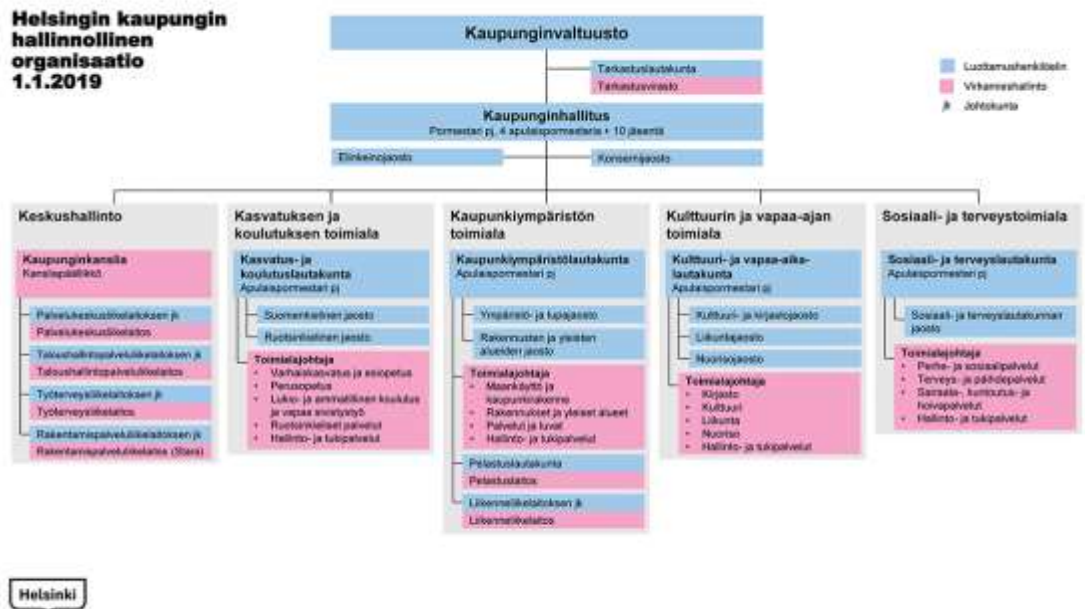 Helsingin kaupungin
hallinnollinen
organisaatio
1.1.2019
Kaupunginvaltuusto
Tarkastuslautakunta
Tarkastusvirasto
Luottamushenkilöelin
Virkamieshallinto
jk Johtokunta
Kaupunginhallitus
Pormestari pj, 4 apulaispormestaria + 10 jäsentä
Elinkeinojaosto
Konsernijaosto
Keskushallinto
Kaupunginkanslia
Kansliapäällikkö
Palvelukeskusliikelaitoksen jk
Palvelukeskusliikelaitos
Taloushallintopalveluliikelaitoksen jk
Taloushallintopalveluliikelaitos
Työterveysliikelaitoksen jk
Työterveysliikelaitos
Rakentamispalveluliikelaitoksen jk
Rakentamispalveluliikelaitos (Stara)
Kasvatuksen ja
koulutuksen toimiala
Kasvatus- ja
koulutuslautakunta
Apulaispormestari pj
Suomenkielinen jaosto
Ruotsinkielinen jaosto
Toimialajohtaja
• Varhaiskasvatus ja esiopetus
• Perusopetus
• Lukio- ja ammatillinen koulutus
ja vapaa sivistystyö
• Ruotsinkieliset palvelut
• Hallinto- ja tukipalvelut
Kaupunkiympäristön
toimiala
Kaupunkiympäristölautakunta
Apulaispormestari pj
Ympäristö- ja lupajaosto
Rakennusten ja yleisten
alueiden jaosto
Toimialajohtaja
• Maankäyttö ja
kaupunkirakenne
• Rakennukset ja yleiset alueet
• Palvelut ja luvat
• Hallinto- ja tukipalvelut
Pelastuslautakunta
Pelastuslaitos
Liikenneliikelaitoksen jk
Liikenneliikelaitos
Kulttuurin ja vapaa-ajan
toimiala
Kulttuuri- ja vapaa-aika-
lautakunta
Apulaispormestari pj
Kulttuuri- ja kirjastojaosto
Liikuntajaosto
Nuorisojaosto
Toimialajohtaja
• Kirjasto
• Kulttuuri
• Liikunta
• Nuoriso
• Hallinto- ja tukipalvelut
Sosiaali- ja terveystoimiala
Sosiaali- ja terveyslautakunta
Apulaispormestari pj
Sosiaali- ja terveyslautakunnan
jaosto
Toimialajohtaja
• Perhe- ja sosiaalipalvelut
• Terveys- ja päihdepalvelut
• Sairaala-, kuntoutus- ja
hoivapalvelut
• Hallinto- ja tukipalvelut
Helsinki